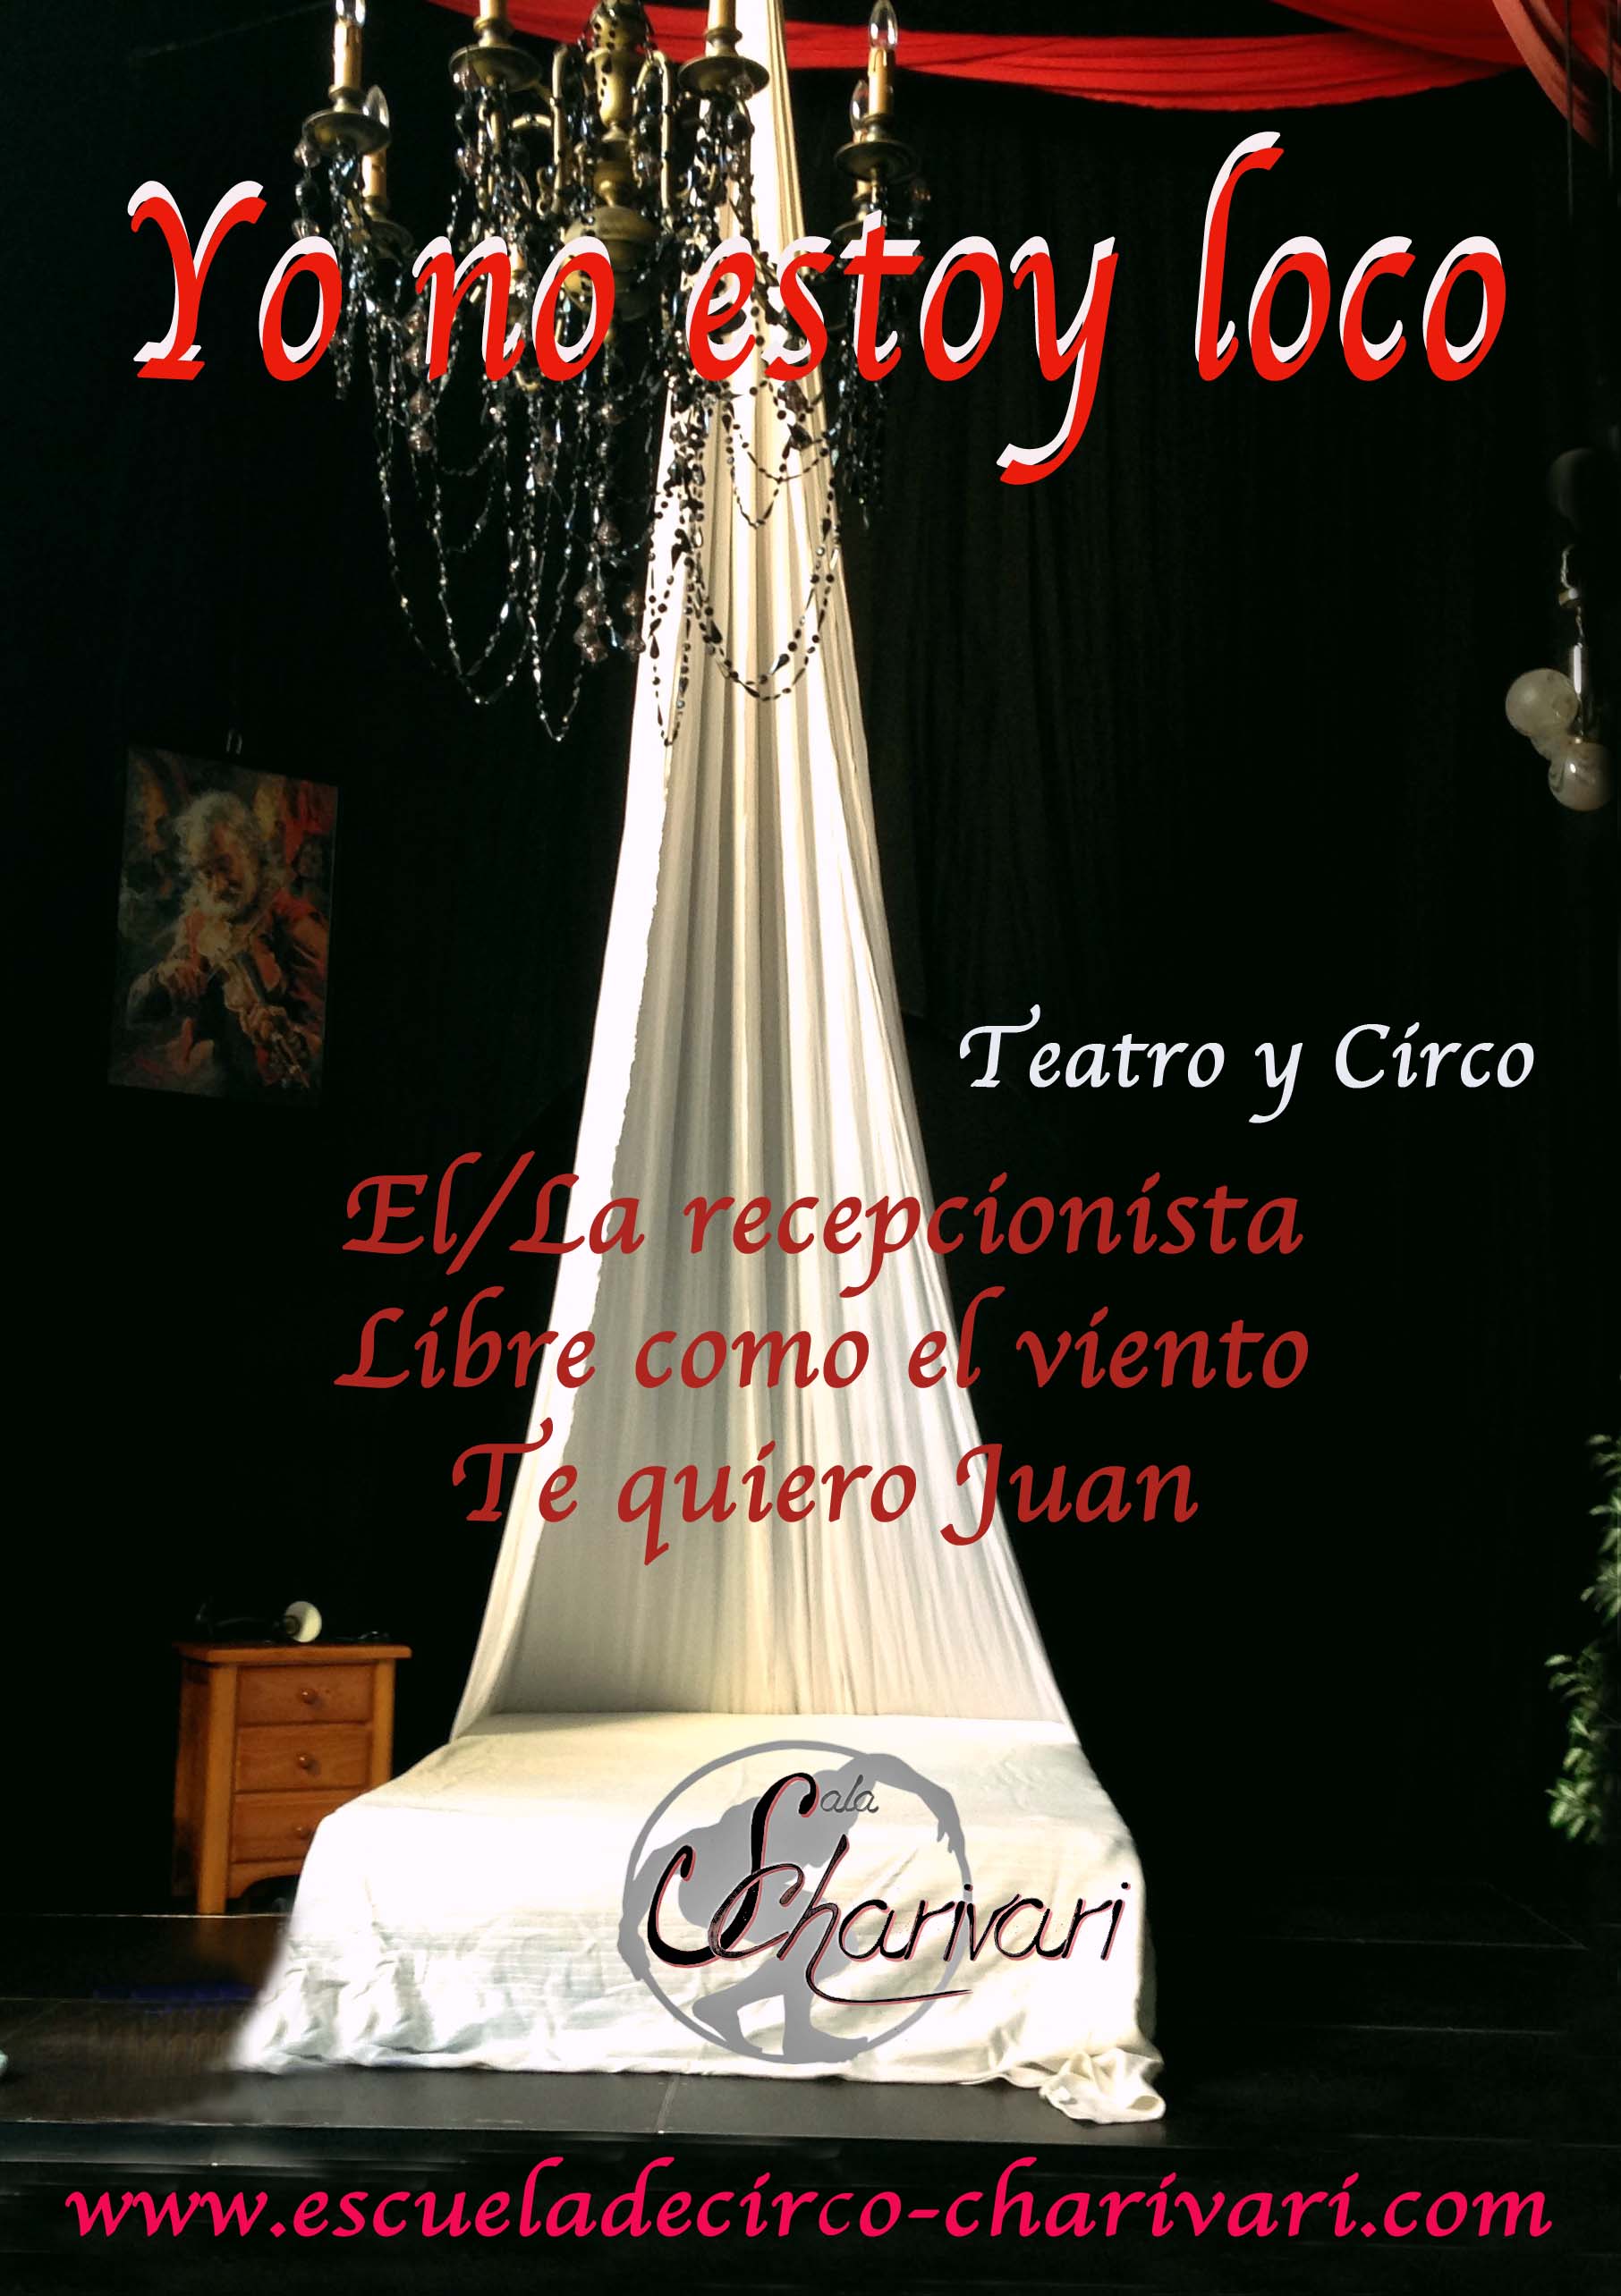 Yo no estoy loco
Teatro y Circo
El/La recepcionista
Libre como el viento
Te quiero Juan
Sala
Charivari
www.escueladecirco-charivari.com